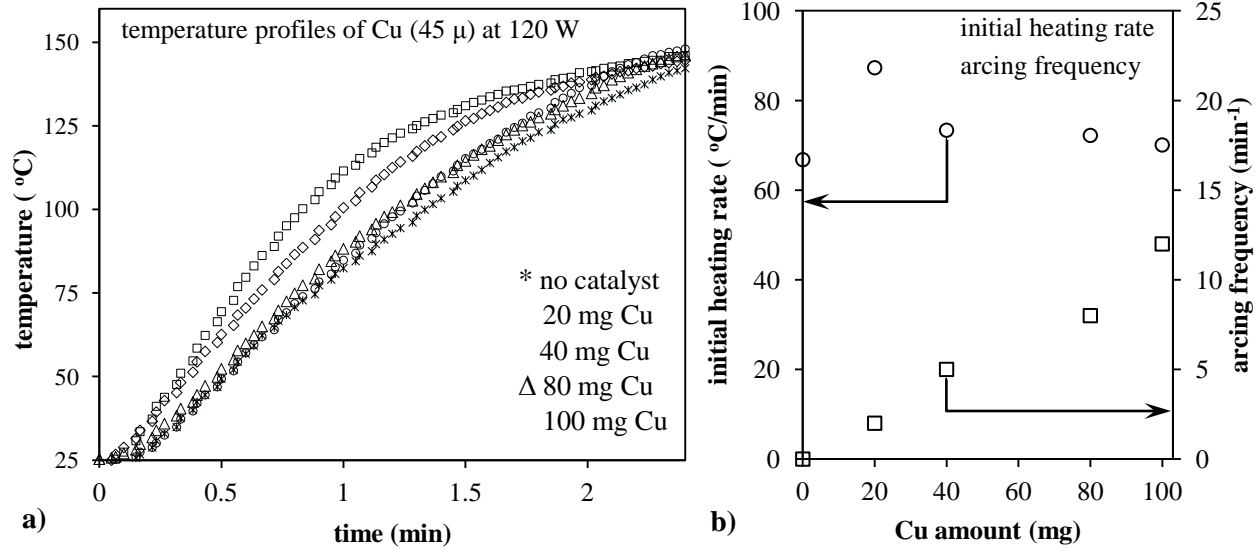 temperature profiles of Cu (45 μ) at 120 W
temperature ( ºC)
150
125
100
75
50
25
0
0.5
1
1.5
2
time (min)
* no catalyst
20 mg Cu
40 mg Cu
Δ 80 mg Cu
100 mg Cu
a)
initial heating rate
arcing frequency
initial heating rate ( ºC/min)
100
80
60
40
20
0
25
20
15
10
5
0
arcing frequency (min-1)
0
20
40
60
80
100
Cu amount (mg)
b)